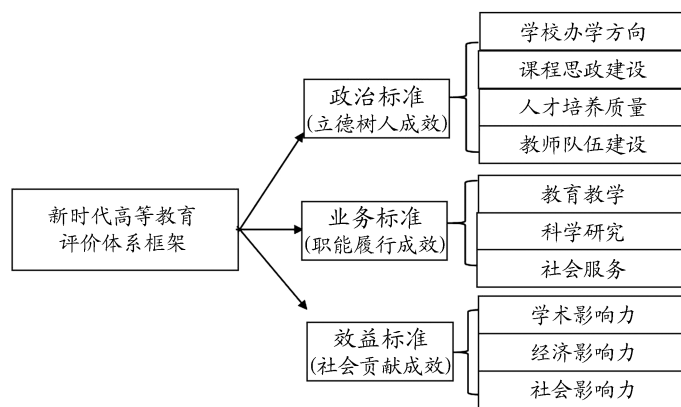 新时代高等教育
评价体系框架
政治标准
(立德树人成效)
学校办学方向
课程思政建设
人才培养质量
教师队伍建设
业务标准
(职能履行成效)
教育教学
科学研究
社会服务
效益标准
(社会贡献成效)
学术影响力
经济影响力
社会影响力